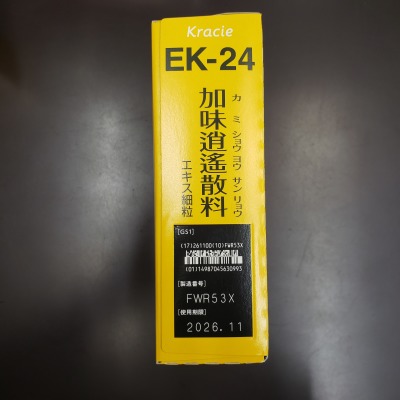 Kracie
EK-24
加味逍遙散料
カ ミ ショウ ヨウ サン リョウ
エキス細粒
[GS1]
(17)261100(10)FWR53X
(01)14987045630993
[製造番号]
FWR53X
[使用期限]
2026.11